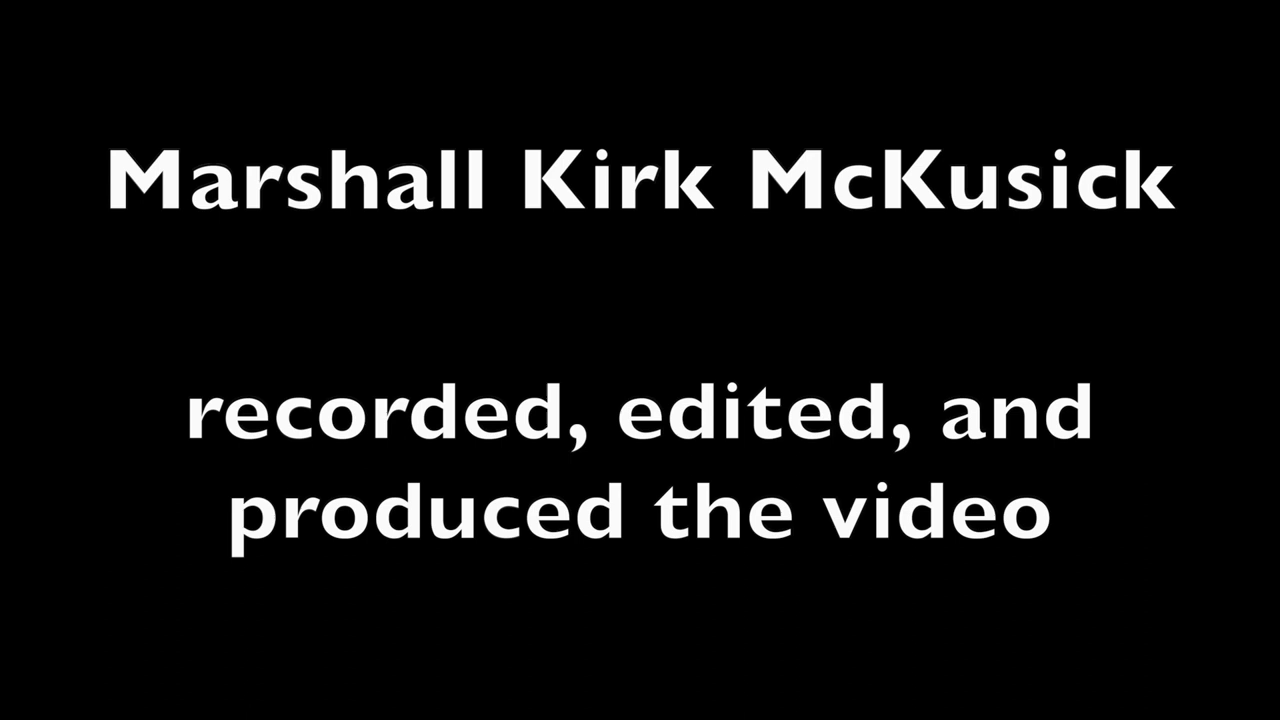 Marshall Kirk McKusick
recorded, edited, and
produced the video